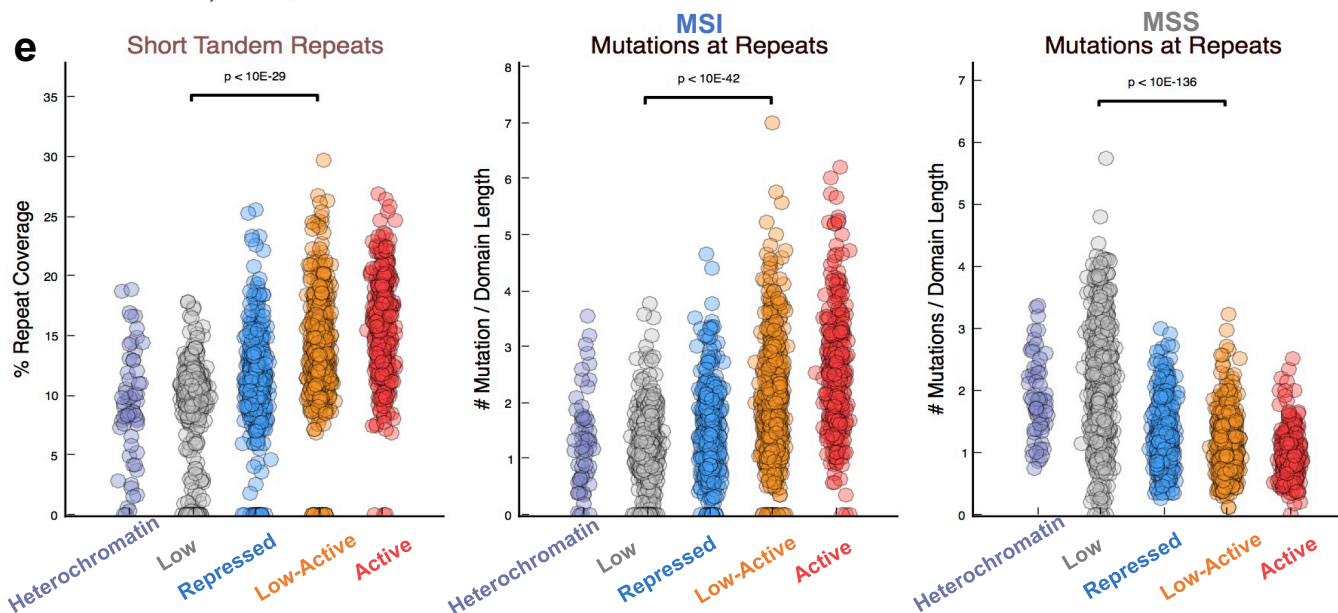 e
Short Tandem Repeats
% Repeat Coverage
p < 10E-29
35
30
25
20
15
10
5
0
Heterochromatin
Low
Repressed
Low-Active
Active
MSI
Mutations at Repeats
# Mutation / Domain Length
p < 10E-42
8
7
6
5
4
3
2
1
0
Heterochromatin
Low
Repressed
Low-Active
Active
MSS
Mutations at Repeats
# Mutations / Domain Length
p < 10E-136
7
6
5
4
3
2
1
0
Heterochromatin
Low
Repressed
Low-Active
Active